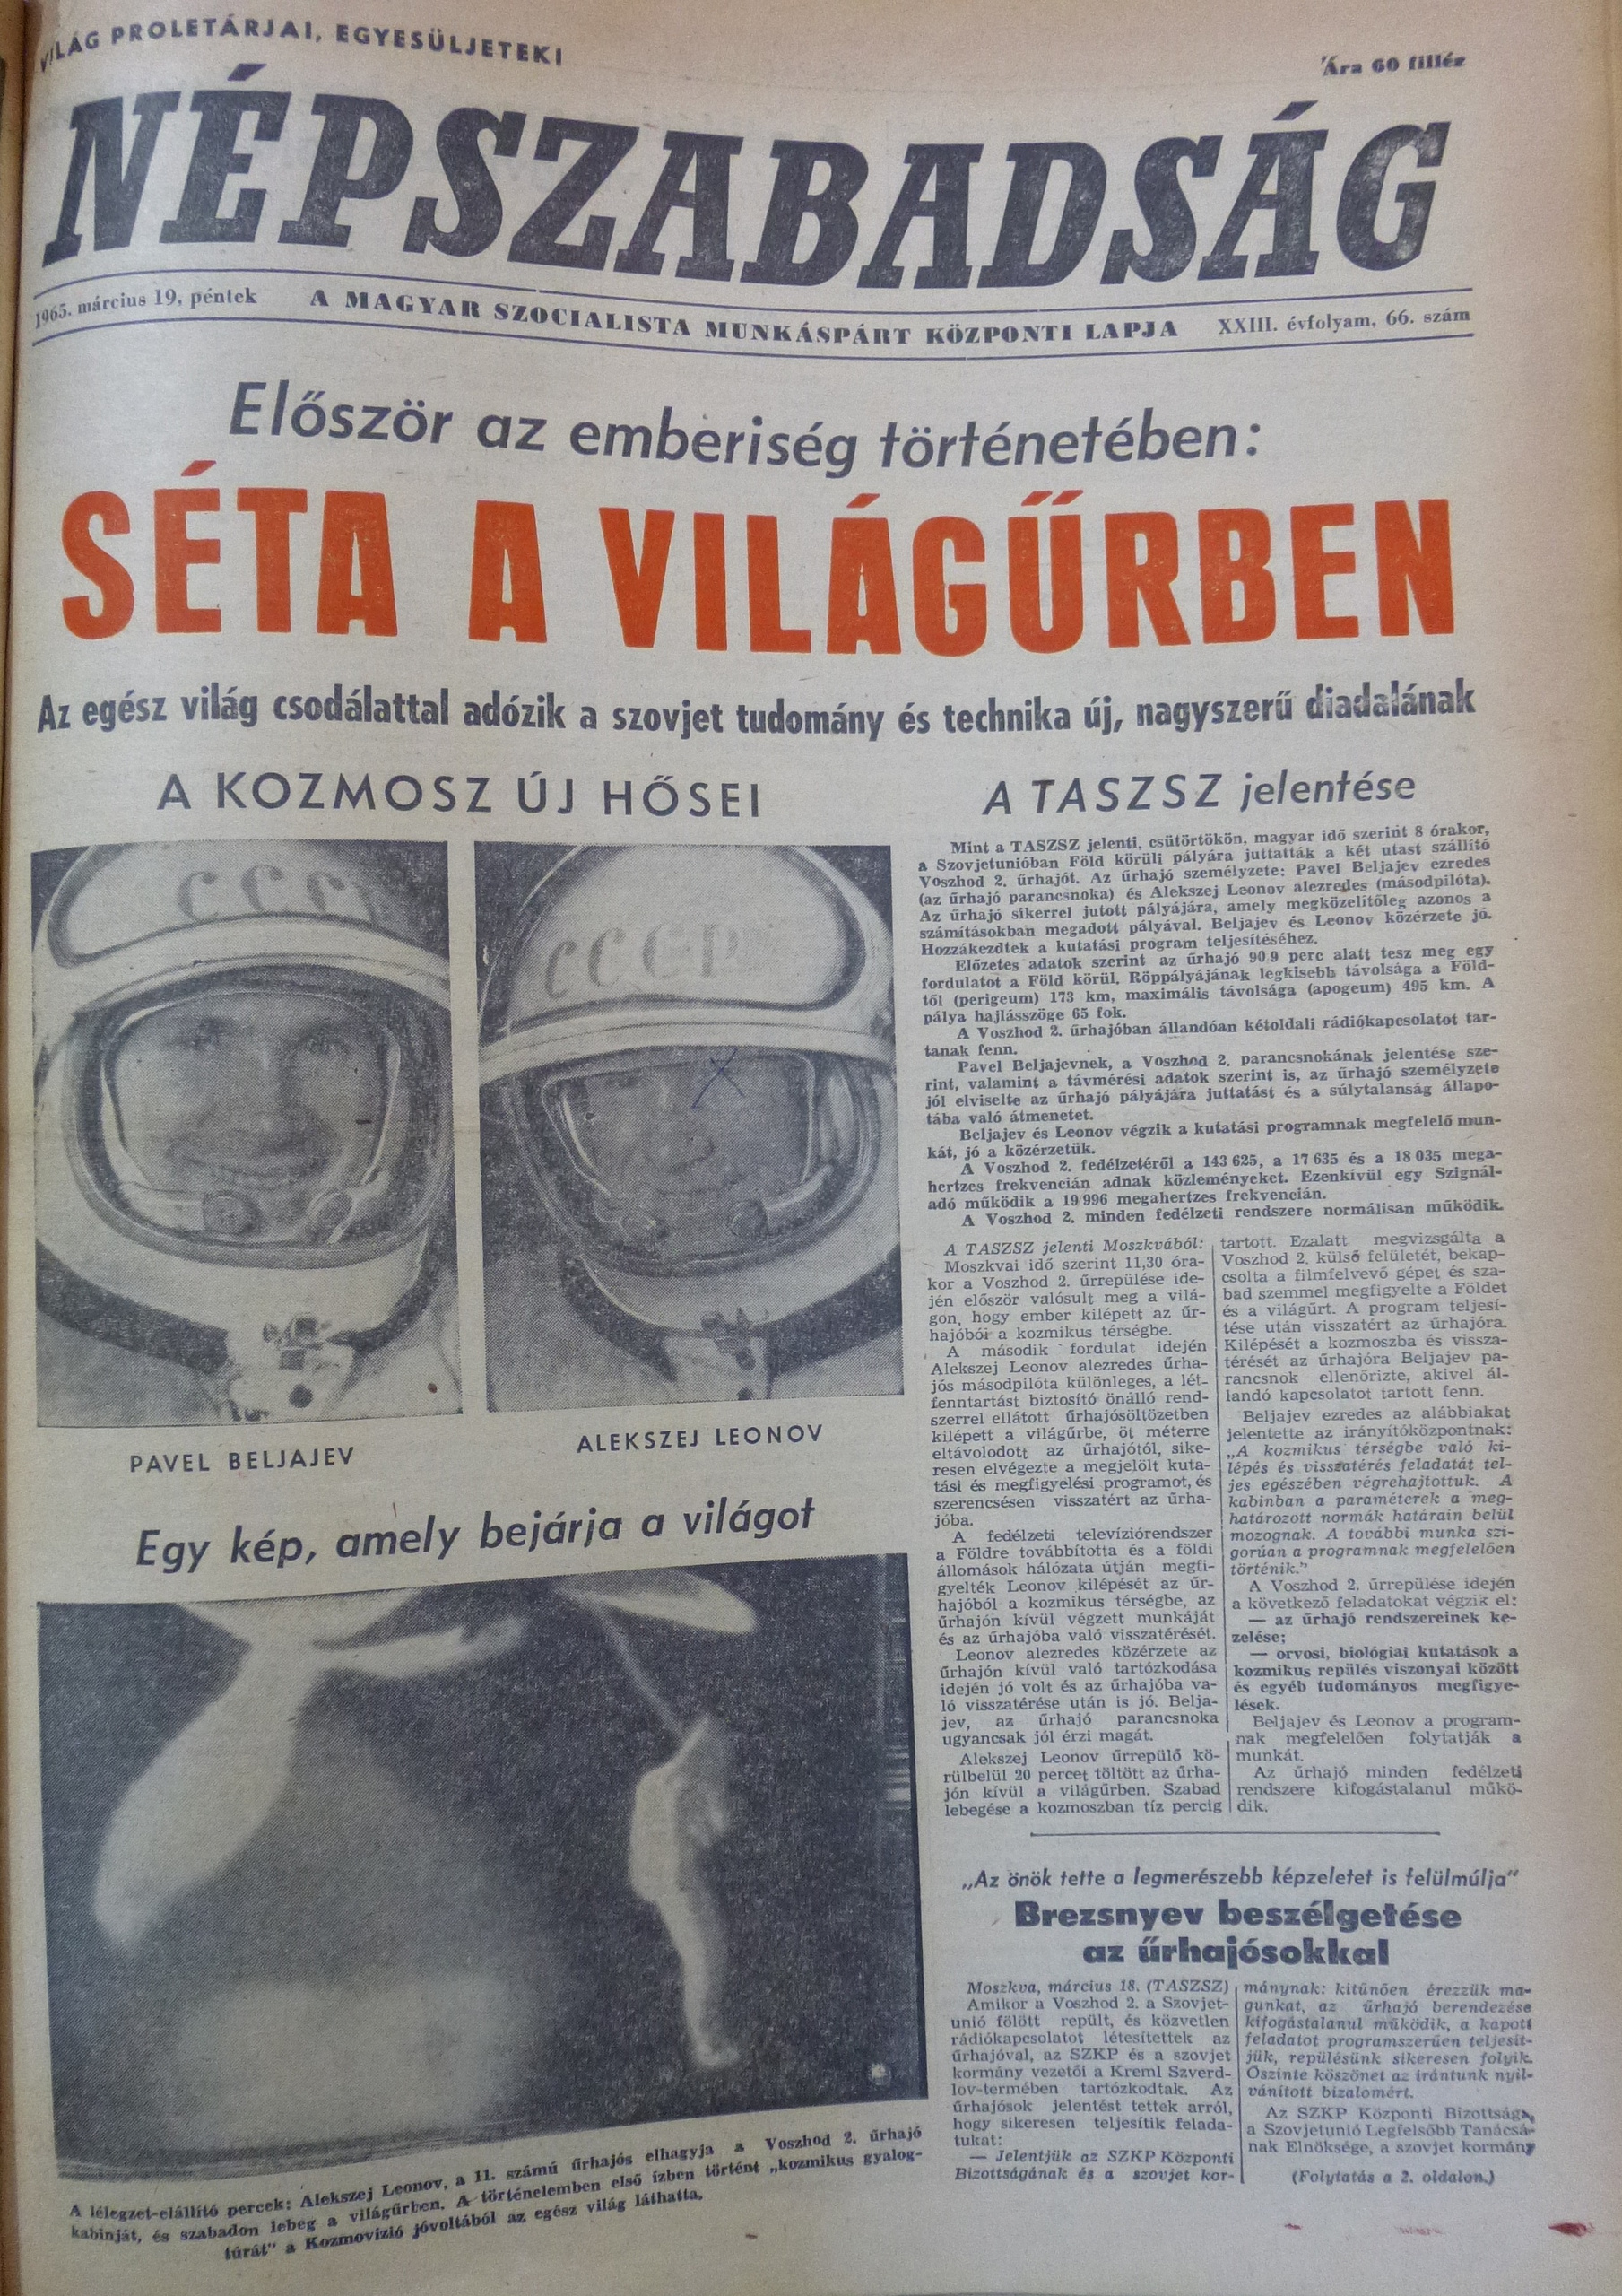 VILÁG PROLETÁRJAI, EGYESÜLJETEK!
Ára 60 fillér
NÉPSZABADSÁG
1965. március 19, péntek
A MAGYAR SZOCIALISTA MUNKÁSPÁRT KÖZPONTI LAPJA
XXIII. évfolyam, 66. szám
Először az emberiség történetében:
SÉTA A VILÁGŰRBEN
Az egész világ csodálattal adózik a szovjet tudomány és technika új, nagyszerű diadalának
A KOZMOSZ ÚJ HŐSEI
СССР
СССР
PAVEL BELJAJEV
ALEKSZEJ LEONOV
Egy kép, amely bejárja a világot
A lélegzet-elállító percek: Alekszej Leonov, a 11. számú űrhajós elhagyja a Voszhod 2. űrhajó
kabinját, és szabadon lebeg a világűrben. A történelemben első ízben történt „kozmikus gyalog-
túrát” a Kozmovízió jóvoltából az egész világ láthatta.
A TASZSZ jelentése
Mint a TASZSZ jelenti, csütörtökön, magyar idő szerint 8 órakor,
a Szovjetunióban Föld körüli pályára juttatták a két utast szállító
Voszhod 2. űrhajót. Az űrhajó személyzete: Pavel Beljajev ezredes
(az űrhajó parancsnoka) és Alekszej Leonov alezredes (másodpilóta).
Az űrhajó sikerrel jutott pályájára, amely megközelítőleg azonos a
számításokban megadott pályával. Beljajev és Leonov közérzete jó.
Hozzákezdtek a kutatási program teljesítéséhez.
Előzetes adatok szerint az űrhajó 90.9 perc alatt tesz meg egy
fordulatot a Föld körül. Röppályájának legkisebb távolsága a Föld-
től (perigeum) 173 km, maximális távolsága (apogeum) 495 km. A
pálya hajlásszöge 65 fok.
A Voszhod 2. űrhajóban állandóan kétoldali rádiókapcsolatot tar-
tanak fenn.
Pavel Beljajevnek, a Voszhod 2. parancsnokának jelentése sze-
rint, valamint a távmérési adatok szerint is, az űrhajó személyzete
jól elviselte az űrhajó pályájára juttatást és a súlytalanság állapo-
tába való átmenetet.
Beljajev és Leonov végzik a kutatási programnak megfelelő mun-
kát, jó a közérzetük.
A Voszhod 2. fedélzetéről a 143 625, a 17 635 és a 18 035 mega-
hertzes frekvencián adnak közleményeket. Ezenkívül egy Szignál-
adó működik a 19 996 megahertzes frekvencián.
A Voszhod 2. minden fedélzeti rendszere normálisan működik.
A TASZSZ jelenti Moszkvából:
Moszkvai idő szerint 11,30 óra-
kor a Voszhod 2. űrrepülése ide-
jén először valósult meg a vilá-
gon, hogy ember kilépett az űr-
hajóból a kozmikus térségbe.
A második fordulat idején
Alekszej Leonov alezredes űrha-
jós másodpilóta különleges, a lét-
fenntartást biztosító önálló rend-
szerrel ellátott űrhajósöltözetben
kilépett a világűrbe, öt méterre
eltávolodott az űrhajótól, sike-
resen elvégezte a megjelölt kuta-
tási és megfigyelési programot, és
szerencsésen visszatért az űrha-
jóba.
A fedélzeti televíziórendszer
a Földre továbbította és a földi
állomások hálózata útján megfi-
gyelték Leonov kilépését az űr-
hajóból a kozmikus térségbe, az
űrhajón kívül végzett munkáját
és az űrhajóba való visszatérését.
Leonov alezredes közérzete az
űrhajón kívül való tartózkodása
idején jó volt és az űrhajóba va-
ló visszatérése után is jó. Belja-
jev, az űrhajó parancsnoka
ugyancsak jól érzi magát.
Alekszej Leonov űrrepülő kö-
rülbelül 20 percet töltött az űrha-
jón kívül a világűrben. Szabad
lebegése a kozmoszban tíz percig
tartott. Ezalatt megvizsgálta a
Voszhod 2. külső felületét, bekap-
csolta a filmfelvevő gépet és sza-
bad szemmel megfigyelte a Földet
és a világűrt. A program teljesí-
tése után visszatért az űrhajóra.
Kilépését a kozmoszba és vissza-
térését az űrhajóra Beljajev pa-
rancsnok ellenőrizte, akivel ál-
landó kapcsolatot tartott fenn.
Beljajev ezredes az alábbiakat
jelentette az irányítóközpontnak:
„A kozmikus térségbe való ki-
lépés és visszatérés feladatát tel-
jes egészében végrehajtottuk. A
kabinban a paraméterek a meg-
határozott normák határain belül
mozognak. A további munka szi-
gorúan a programnak megfelelően
történik.”
A Voszhod 2. űrrepülése idején
a következő feladatokat végzik el:
— az űrhajó rendszereinek ke-
zelése;
— orvosi, biológiai kutatások a
kozmikus repülés viszonyai között
és egyéb tudományos megfigye-
lések.
Beljajev és Leonov a program-
nak megfelelően folytatják a
munkát.
Az űrhajó minden fedélzeti
rendszere kifogástalanul műkö-
dik.
„Az önök tette a legmerészebb képzeletet is felülmúlja”
Brezsnyev beszélgetése
az űrhajósokkal
Moszkva, március 18. (TASZSZ)
Amikor a Voszhod 2. a Szovjet-
unió fölött repült, és közvetlen
rádiókapcsolatot létesítettek az
űrhajóval, az SZKP és a szovjet
kormány vezetői a Kreml Szverd-
lov-termében tartózkodtak. Az
űrhajósok jelentést tettek arról,
hogy sikeresen teljesítik felada-
tukat:
— Jelentjük az SZKP Központi
Bizottságának és a szovjet kor-
mánynak: kitűnően érezzük ma-
gunkat, az űrhajó berendezése
kifogástalanul működik, a kapott
feladatot programszerűen teljesít-
jük, repülésünk sikeresen folyik.
Őszinte köszönet az irántunk nyil-
vánított bizalomért.
Az SZKP Központi Bizottsága,
a Szovjetunió Legfelsőbb Tanácsá-
nak Elnöksége, a szovjet kormány
(Folytatás a 2. oldalon.)